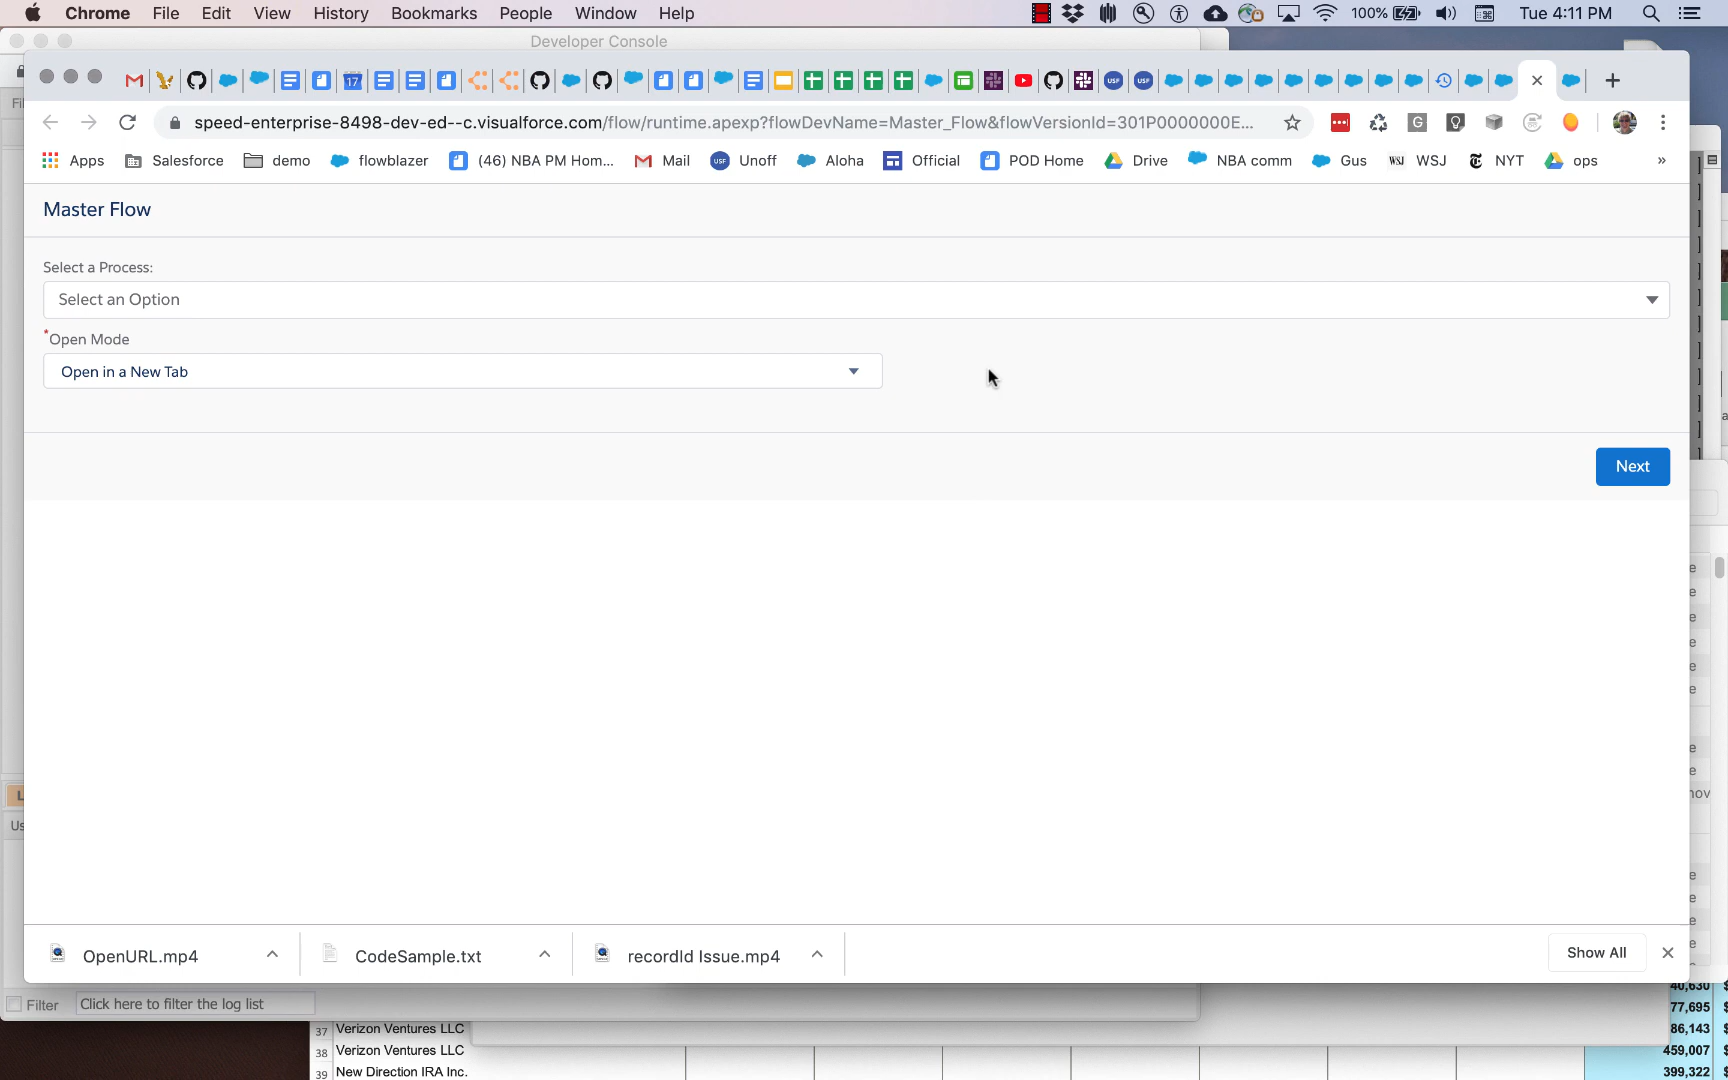 Chrome File Edit View History Bookmarks People Window Help 100% Tue 4:11 PM
Developer Console
speed-enterprise-8498-dev-ed--c.visualforce.com/flow/runtime.apexp?flowDevName=Master_Flow&flowVersionId=301P0000000E...
Apps Salesforce demo flowblazer (46) NBA PM Hom... Mail Unoff Aloha Official POD Home Drive NBA comm Gus WSJ NYT ops »
Master Flow
Select a Process:
Select an Option
*Open Mode
Open in a New Tab
Next
OpenURL.mp4 CodeSample.txt recordId Issue.mp4 Show All
Filter Click here to filter the log list
40,630
77,695
37 Verizon Ventures LLC 86,143
38 Verizon Ventures LLC 459,007
39 New Direction IRA Inc. 399,322